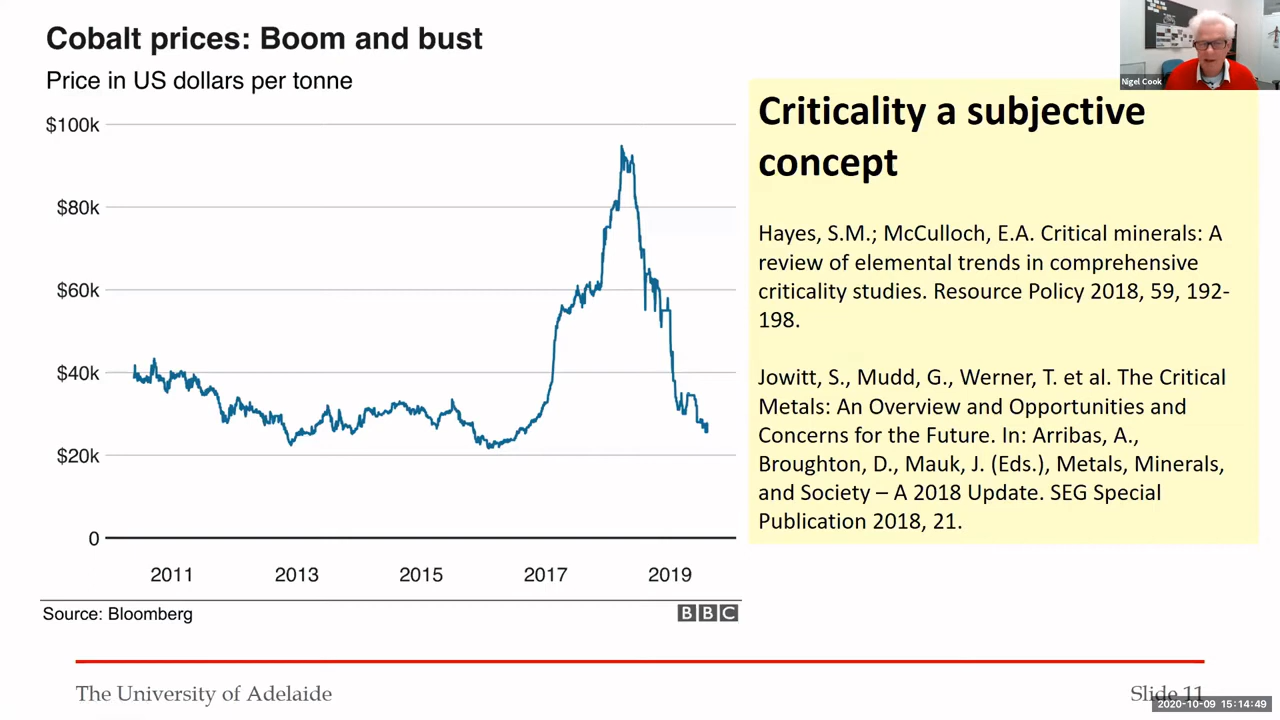 Cobalt prices: Boom and bust
Price in US dollars per tonne
$100k
$80k
$60k
$40k
$20k
0
2011 2013 2015 2017 2019
Source: Bloomberg
BBC
Nigel Cook
Criticality a subjective
concept
Hayes, S.M.; McCulloch, E.A. Critical minerals: A
review of elemental trends in comprehensive
criticality studies. Resource Policy 2018, 59, 192-
198.
Jowitt, S., Mudd, G., Werner, T. et al. The Critical
Metals: An Overview and Opportunities and
Concerns for the Future. In: Arribas, A.,
Broughton, D., Mauk, J. (Eds.), Metals, Minerals,
and Society – A 2018 Update. SEG Special
Publication 2018, 21.
The University of Adelaide
Slide 11
2020-10-09 15:14:49